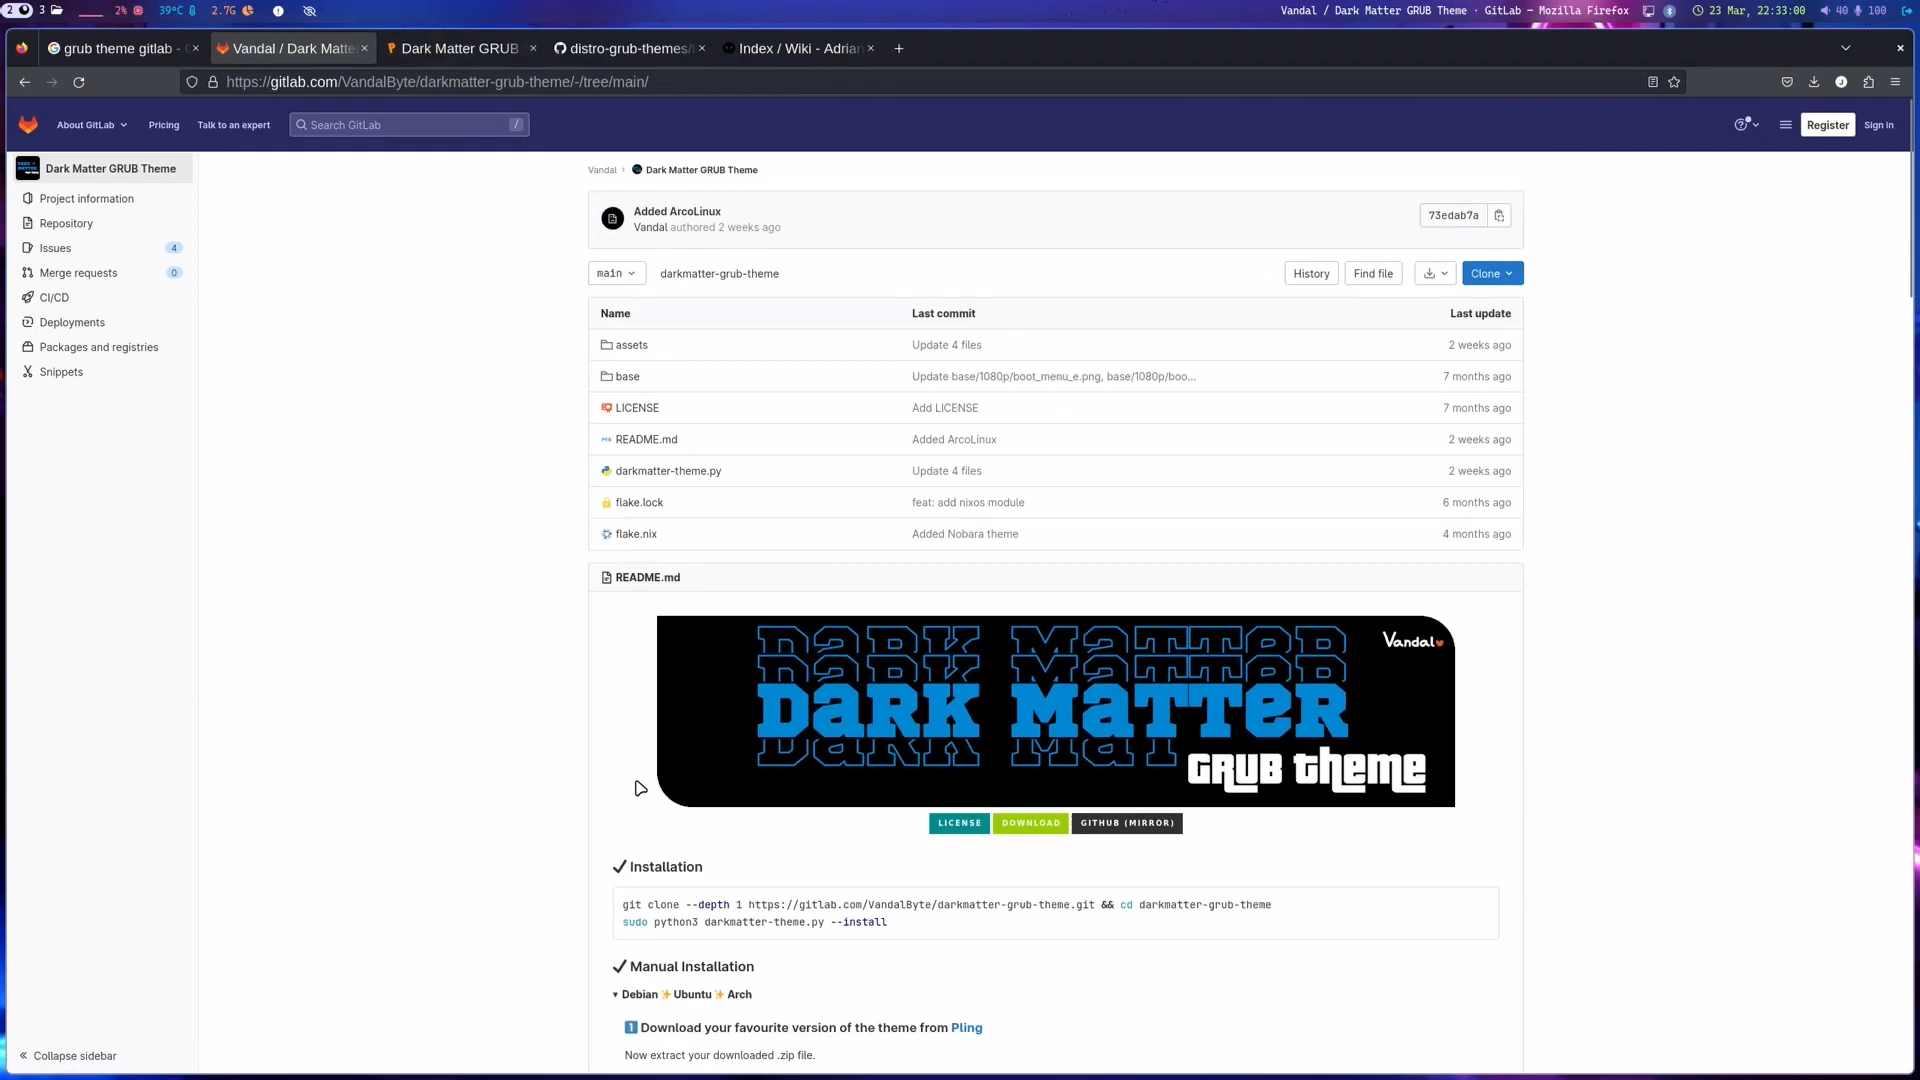 2 3 2% 39°C 2.7G
Vandal / Dark Matter GRUB Theme · GitLab — Mozilla Firefox
23 Mar, 22:33:00 40 100
grub theme gitlab -
Vandal / Dark Matte
Dark Matter GRUB
distro-grub-themes/
Index / Wiki - Adrian
https://gitlab.com/VandalByte/darkmatter-grub-theme/-/tree/main/
About GitLab Pricing Talk to an expert Search GitLab / Register Sign in
Dark Matter GRUB Theme
Project information
Repository
Issues 4
Merge requests 0
CI/CD
Deployments
Packages and registries
Snippets
Collapse sidebar
Vandal › Dark Matter GRUB Theme
Added ArcoLinux
Vandal authored 2 weeks ago
73edab7a
main darkmatter-grub-theme History Find file Clone
Name Last commit Last update
assets Update 4 files 2 weeks ago
base Update base/1080p/boot_menu_e.png, base/1080p/boo... 7 months ago
LICENSE Add LICENSE 7 months ago
README.md Added ArcoLinux 2 weeks ago
darkmatter-theme.py Update 4 files 2 weeks ago
flake.lock feat: add nixos module 6 months ago
flake.nix Added Nobara theme 4 months ago
README.md
Vandal
DaRK MaTTeR
DaRK MaTTeR
DaRK MaTTeR
DaRK MaT
GRUB theme
LICENSE DOWNLOAD GITHUB (MIRROR)
✓ Installation
git clone --depth 1 https://gitlab.com/VandalByte/darkmatter-grub-theme.git && cd darkmatter-grub-theme
sudo python3 darkmatter-theme.py --install
✓ Manual Installation
▾ Debian ✨ Ubuntu ✨ Arch
1 Download your favourite version of the theme from Pling
Now extract your downloaded .zip file.